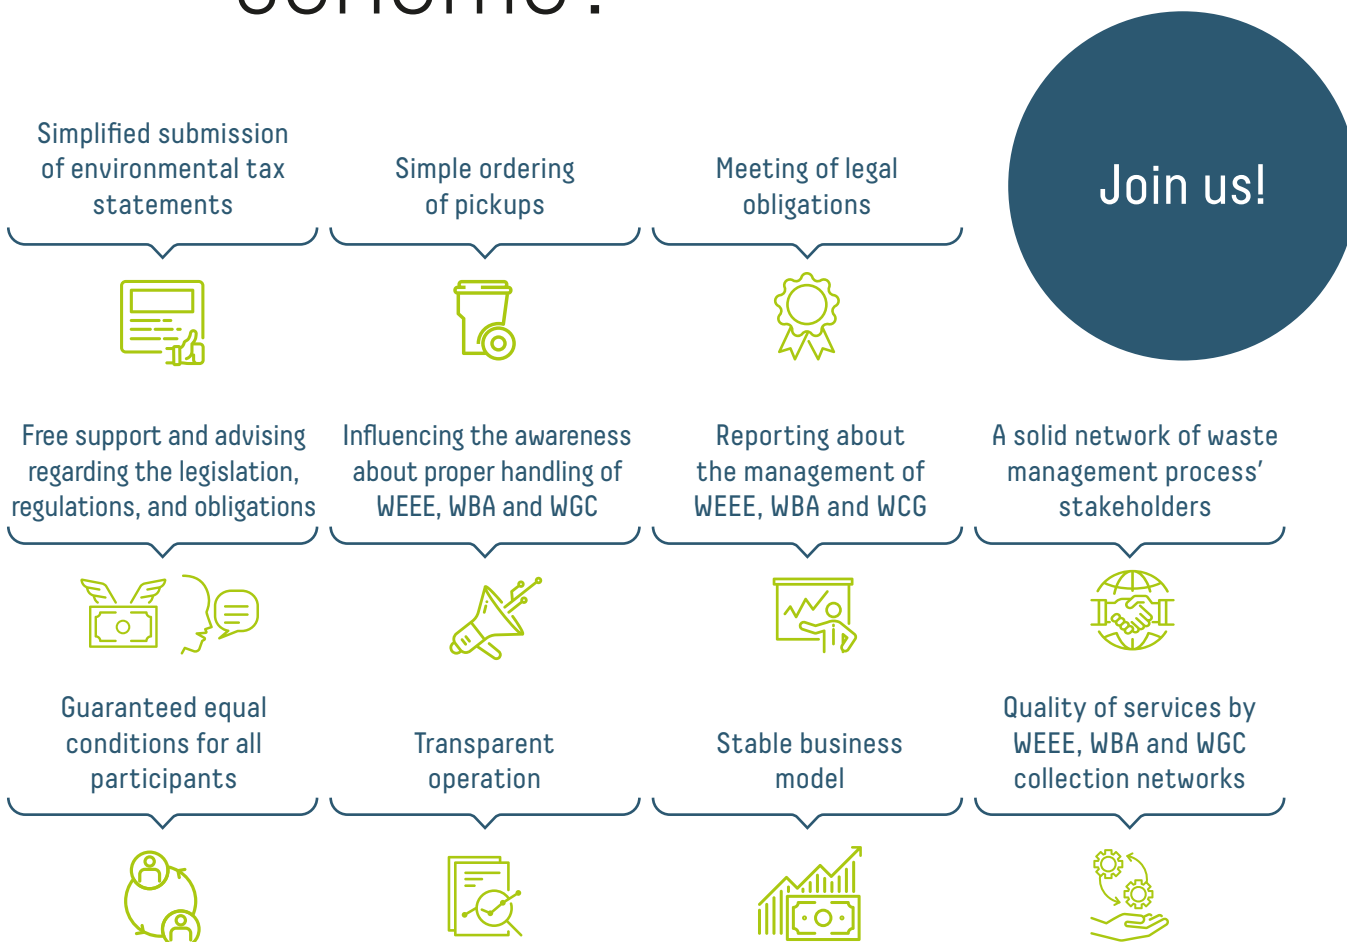 scheme?
Simplified submission
of environmental tax
statements
Simple ordering
of pickups
Meeting of legal
obligations
Join us!
Free support and advising
regarding the legislation,
regulations, and obligations
Influencing the awareness
about proper handling of
WEEE, WBA and WGC
Reporting about
the management of
WEEE, WBA and WCG
A solid network of waste
management process’
stakeholders
Guaranteed equal
conditions for all
participants
Transparent
operation
Stable business
model
Quality of services by
WEEE, WBA and WGC
collection networks